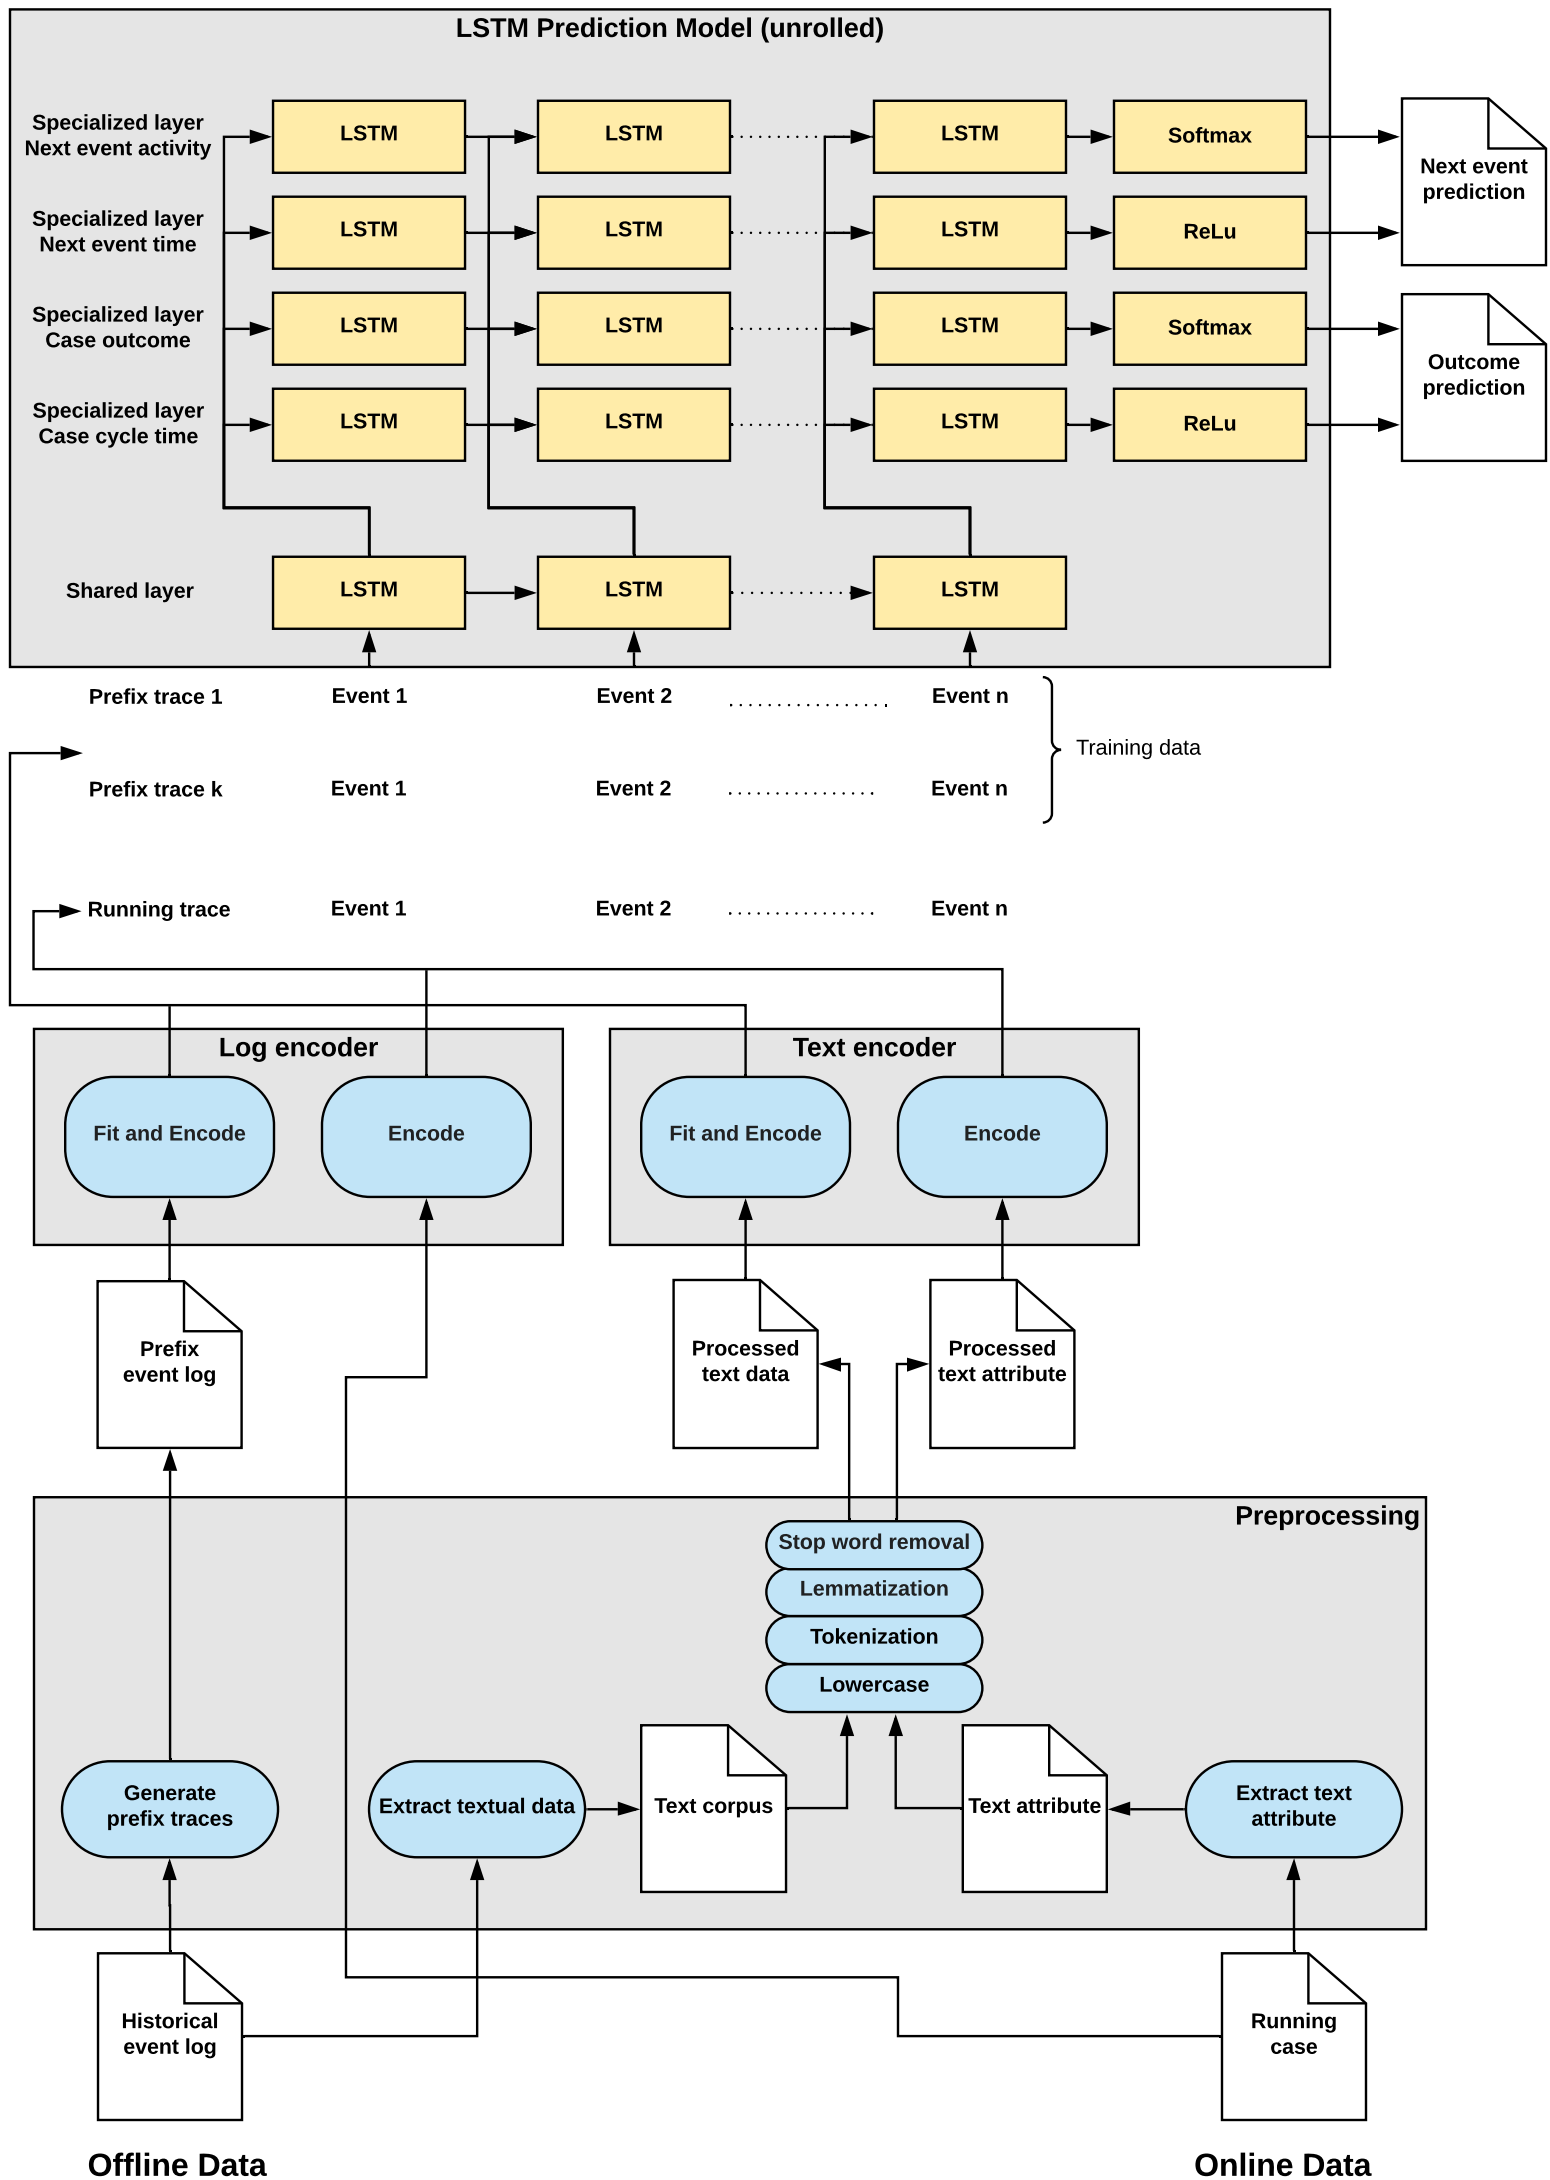 LSTM Prediction Model (unrolled)
Specialized layer
Next event activity
LSTM
LSTM
LSTM
Softmax
Next event
prediction
Specialized layer
Next event time
LSTM
LSTM
LSTM
ReLu
Specialized layer
Case outcome
LSTM
LSTM
LSTM
Softmax
Outcome
prediction
Specialized layer
Case cycle time
LSTM
LSTM
LSTM
ReLu
Shared layer
LSTM
LSTM
LSTM
Prefix trace 1
Event 1
Event 2
Event n
Training data
Prefix trace k
Event 1
Event 2
Event n
Running trace
Event 1
Event 2
Event n
Log encoder
Fit and Encode
Encode
Text encoder
Fit and Encode
Encode
Prefix
event log
Processed
text data
Processed
text attribute
Preprocessing
Stop word removal
Lemmatization
Tokenization
Lowercase
Generate
prefix traces
Extract textual data
Text corpus
Text attribute
Extract text
attribute
Historical
event log
Running
case
Offline Data
Online Data